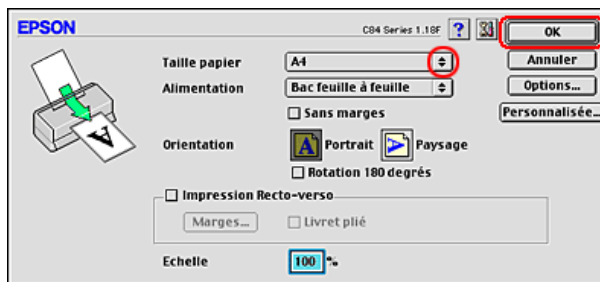 EPSON
C84 Series 1.18F
?
OK
Taille papier
A4
Annuler
Alimentation
Bac feuille à feuille
Options...
Sans marges
Personnalisée...
Orientation
A
Portrait
A
Paysage
Rotation 180 degrés
Impression Recto-verso
Marges...
Livret plié
Echelle
100 %
A